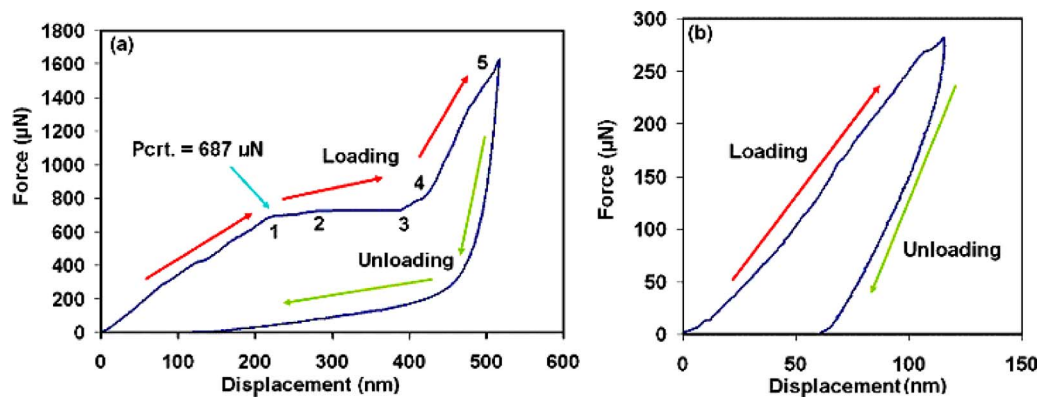 (a)
1800
1600
1400
1200
1000
800
600
400
200
0
Force (µN)
Pcrt. = 687 µN
Loading
1
2
3
4
5
Unloading
0 100 200 300 400 500 600
Displacement (nm)
(b)
300
250
200
150
100
50
0
Force (µN)
Loading
Unloading
0 50 100 150
Displacement (nm)